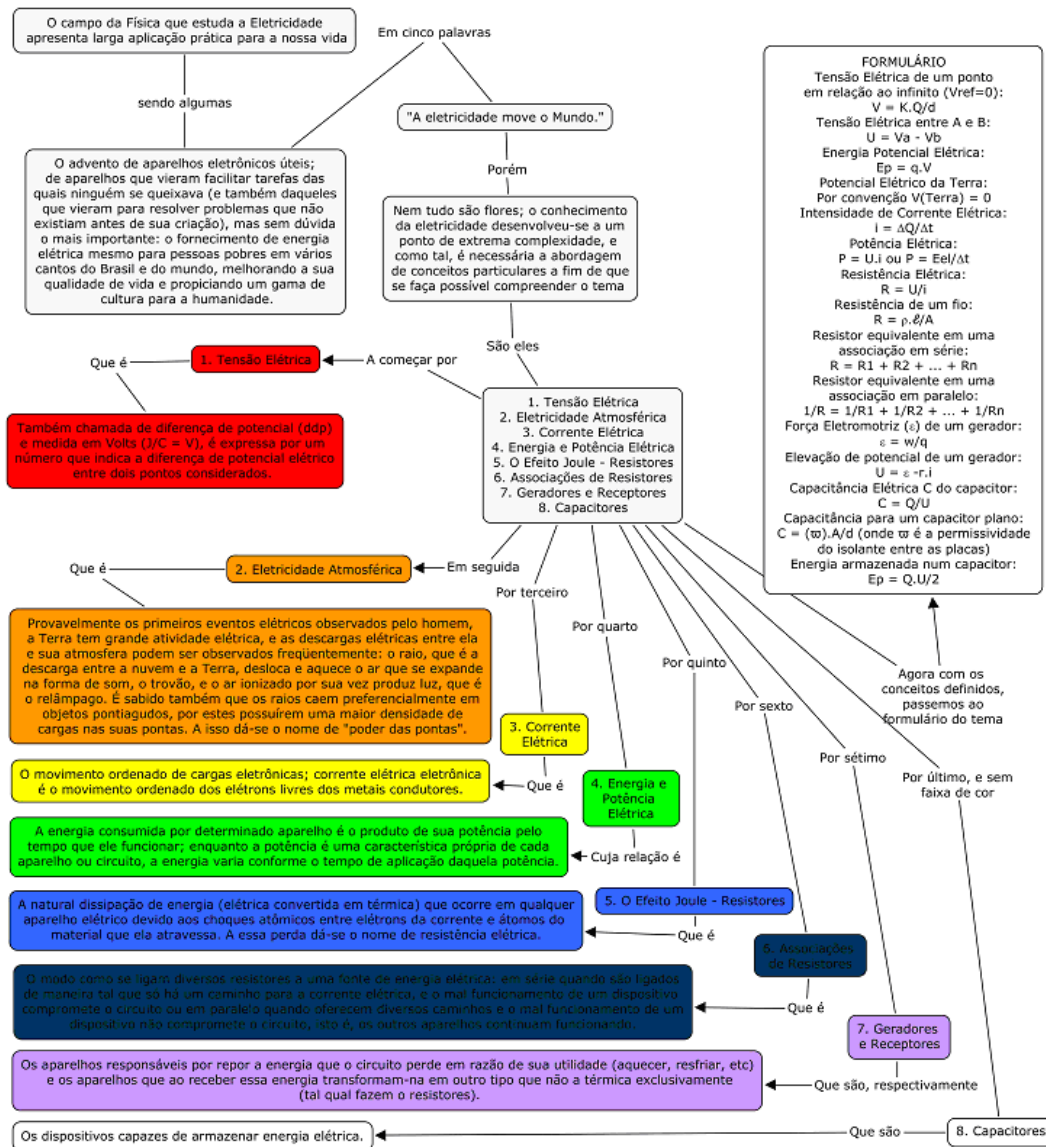 O campo da Física que estuda a Eletricidade
apresenta larga aplicação prática para a nossa vida
Em cinco palavras
sendo algumas
"A eletricidade move o Mundo."
O advento de aparelhos eletrônicos úteis;
de aparelhos que vieram facilitar tarefas das
quais ninguém se queixava (e também daqueles
que vieram para resolver problemas que não
existiam antes de sua criação), mas sem dúvida
o mais importante: o fornecimento de energia
elétrica mesmo para pessoas pobres em vários
cantos do Brasil e do mundo, melhorando a sua
qualidade de vida e propiciando um gama de
cultura para a humanidade.
Porém
Nem tudo são flores; o conhecimento
da eletricidade desenvolveu-se a um
ponto de extrema complexidade, e
como tal, é necessária a abordagem
de conceitos particulares a fim de que
se faça possível compreender o tema
São eles
1. Tensão Elétrica
2. Eletricidade Atmosférica
3. Corrente Elétrica
4. Energia e Potência Elétrica
5. O Efeito Joule - Resistores
6. Associações de Resistores
7. Geradores e Receptores
8. Capacitores
A começar por
1. Tensão Elétrica
Que é
Também chamada de diferença de potencial (ddp)
e medida em Volts (J/C = V), é expressa por um
número que indica a diferença de potencial elétrico
entre dois pontos considerados.
Em seguida
2. Eletricidade Atmosférica
Que é
Provavelmente os primeiros eventos elétricos observados pelo homem,
a Terra tem grande atividade elétrica, e as descargas elétricas entre ela
e sua atmosfera podem ser observados freqüentemente: o raio, que é a
descarga entre a nuvem e a Terra, desloca e aquece o ar que se expande
na forma de som, o trovão, e o ar ionizado por sua vez produz luz, que é
o relâmpago. É sabido também que os raios caem preferencialmente em
objetos pontiagudos, por estes possuírem uma maior densidade de
cargas nas suas pontas. A isso dá-se o nome de "poder das pontas".
Por terceiro
3. Corrente
Elétrica
Que é
O movimento ordenado de cargas eletrônicas; corrente elétrica eletrônica
é o movimento ordenado dos elétrons livres dos metais condutores.
Por quarto
4. Energia e
Potência
Elétrica
Cuja relação é
A energia consumida por determinado aparelho é o produto de sua potência pelo
tempo que ele funcionar; enquanto a potência é uma característica própria de cada
aparelho ou circuito, a energia varia conforme o tempo de aplicação daquela potência.
Por quinto
5. O Efeito Joule - Resistores
Que é
A natural dissipação de energia (elétrica convertida em térmica) que ocorre em qualquer
aparelho elétrico devido aos choques atômicos entre elétrons da corrente e átomos do
material que ela atravessa. A essa perda dá-se o nome de resistência elétrica.
Por sexto
6. Associações
de Resistores
Que é
O modo como se ligam diversos resistores a uma fonte de energia elétrica: em série quando são ligados
de maneira tal que só há um caminho para a corrente elétrica, e o mal funcionamento de um dispositivo
compromete o circuito ou em paralelo quando oferecem diversos caminhos e o mal funcionamento de um
dispositivo não compromete o circuito, isto é, os outros aparelhos continuam funcionando.
Por sétimo
7. Geradores
e Receptores
Que são, respectivamente
Os aparelhos responsáveis por repor a energia que o circuito perde em razão de sua utilidade (aquecer, resfriar, etc)
e os aparelhos que ao receber essa energia transformam-na em outro tipo que não a térmica exclusivamente
(tal qual fazem o resistores).
Por último, e sem
faixa de cor
8. Capacitores
Que são
Os dispositivos capazes de armazenar energia elétrica.
Agora com os
conceitos definidos,
passemos ao
formulário do tema
FORMULÁRIO
Tensão Elétrica de um ponto
em relação ao infinito (Vref=0):
V = K.Q/d
Tensão Elétrica entre A e B:
U = Va - Vb
Energia Potencial Elétrica:
Ep = q.V
Potencial Elétrico da Terra:
Por convenção V(Terra) = 0
Intensidade de Corrente Elétrica:
i = ΔQ/Δt
Potência Elétrica:
P = U.i ou P = Eel/Δt
Resistência Elétrica:
R = U/i
Resistência de um fio:
R = ρ.ℓ/A
Resistor equivalente em uma
associação em série:
R = R1 + R2 + ... + Rn
Resistor equivalente em uma
associação em paralelo:
1/R = 1/R1 + 1/R2 + ... + 1/Rn
Força Eletromotriz (ε) de um gerador:
ε = w/q
Elevação de potencial de um gerador:
U = ε -r.i
Capacitância Elétrica C do capacitor:
C = Q/U
Capacitância para um capacitor plano:
C = (ϖ).A/d (onde ϖ é a permissividade
do isolante entre as placas)
Energia armazenada num capacitor:
Ep = Q.U/2